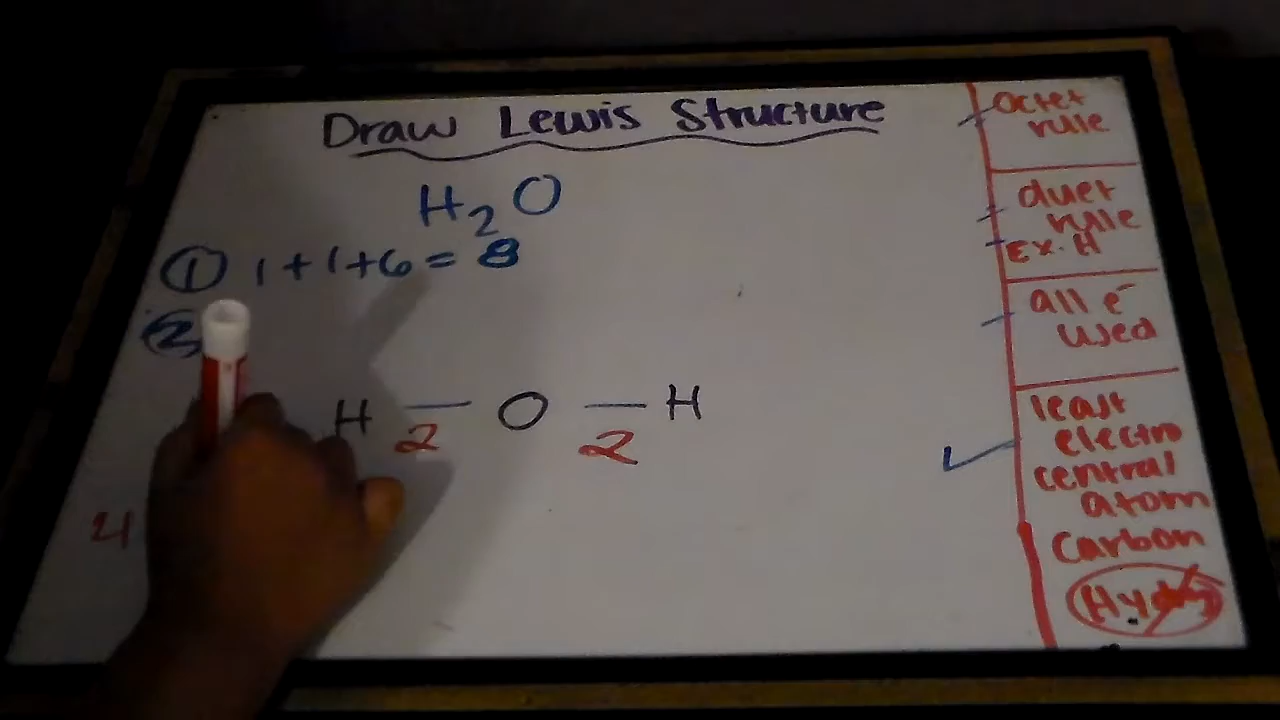 Draw Lewis Structure
H2O
① 1+1+6=8
②
H — O — H
2 2
4
Octet
rule
duet
rule
Ex. H
all e⁻
used
least
electro
central
atom
Carbon